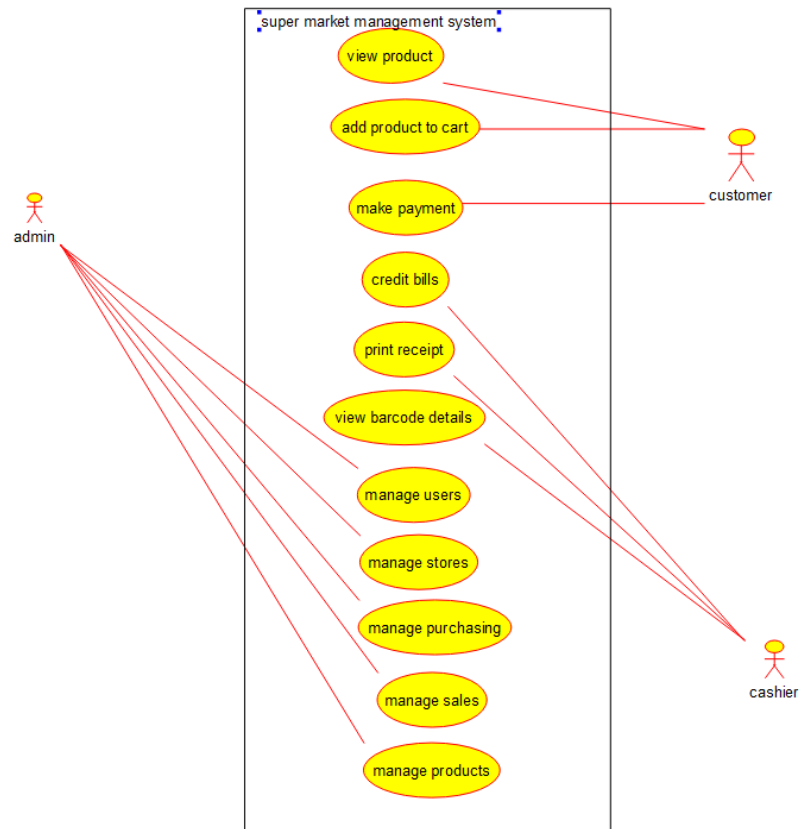 super market management system
view product
add product to cart
customer
make payment
admin
credit bills
print receipt
view barcode details
manage users
manage stores
manage purchasing
cashier
manage sales
manage products